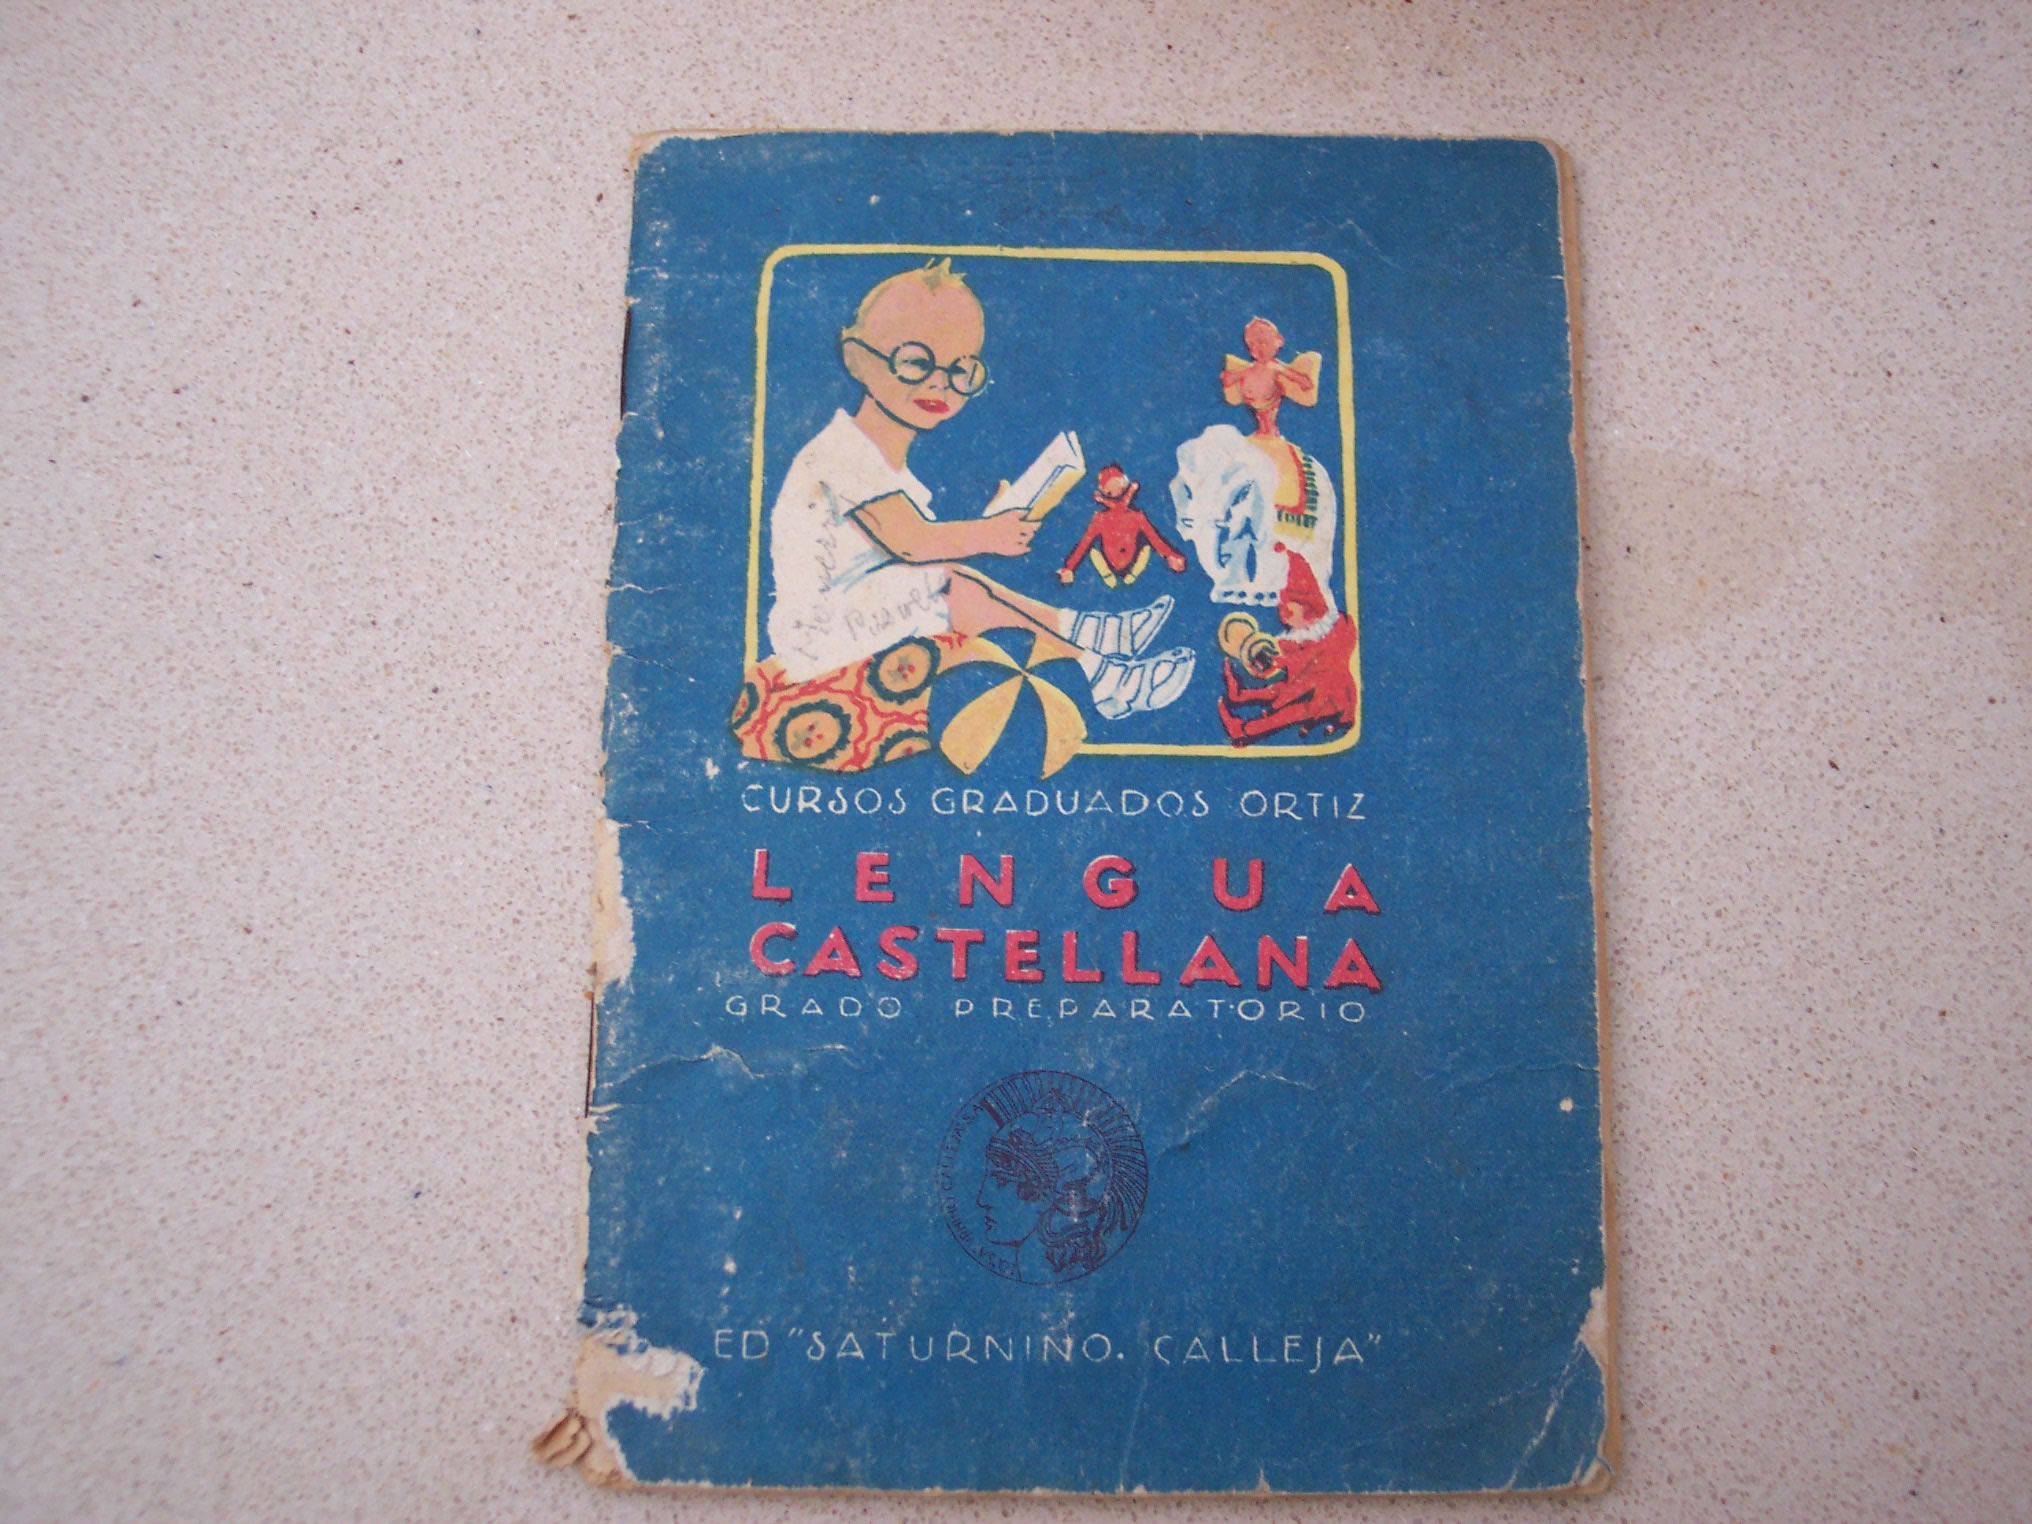 CURSOS GRADUADOS ORTIZ
LENGUA
CASTELLANA
GRADO PREPARATORIO
ED "SATURNINO. CALLEJA"